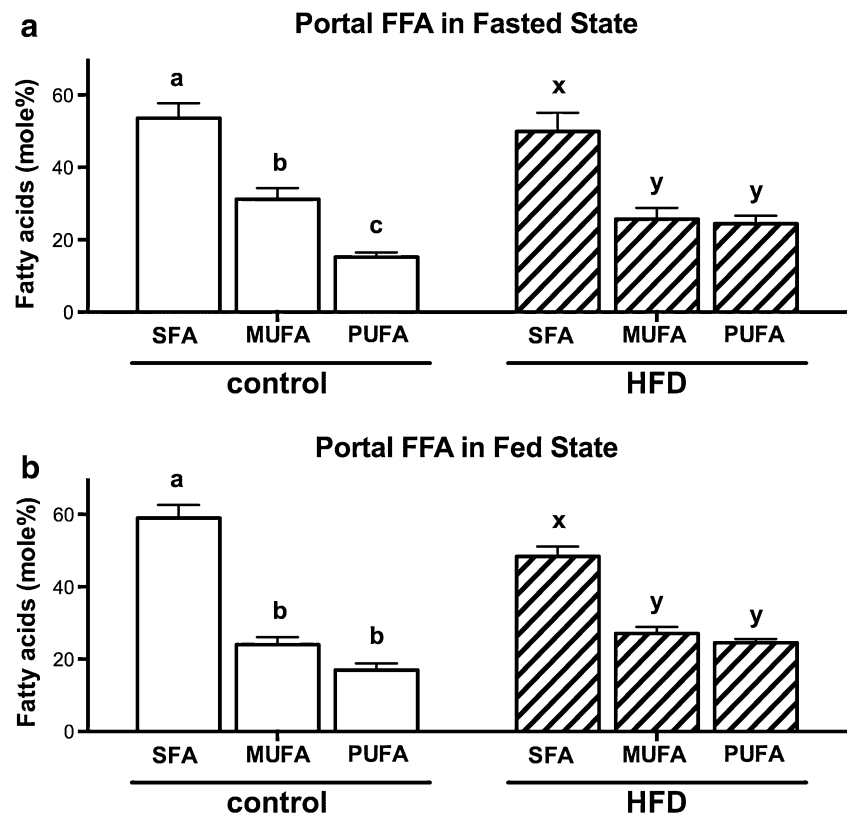 a
Portal FFA in Fasted State
Fatty acids (mole%)
60
40
20
0
a
b
c
x
y
y
SFA MUFA PUFA SFA MUFA PUFA
control HFD
b
Portal FFA in Fed State
Fatty acids (mole%)
60
40
20
0
a
b
b
x
y
y
SFA MUFA PUFA SFA MUFA PUFA
control HFD